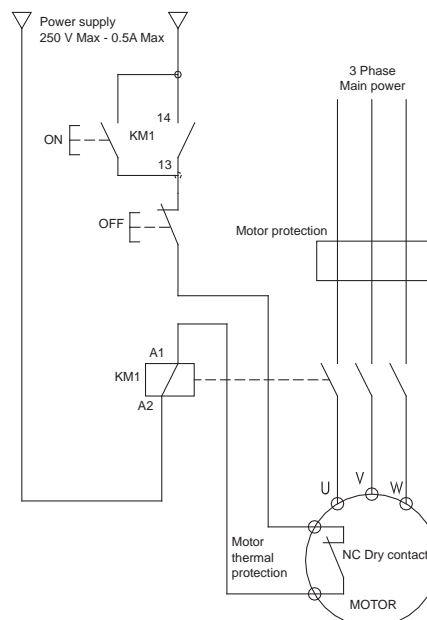 Power supply
250 V Max - 0.5A Max
3 Phase
Main power
14
KM1
ON
13
OFF
Motor protection
A1
KM1
A2
U
V
W
Motor
thermal
protection
NC Dry contact
MOTOR